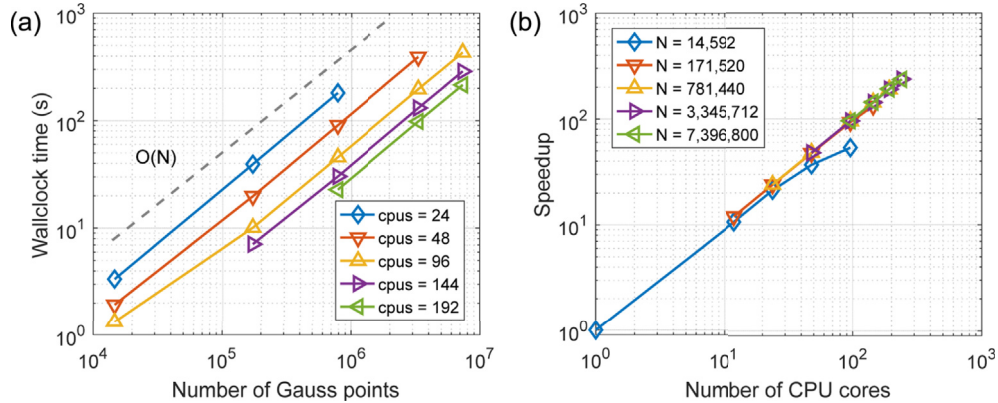 (a)
10³
10²
10¹
10⁰
Wallclock time (s)
O(N)
cpus = 24
cpus = 48
cpus = 96
cpus = 144
cpus = 192
10⁴ 10⁵ 10⁶ 10⁷
Number of Gauss points
(b)
10³
10²
10¹
10⁰
Speedup
N = 14,592
N = 171,520
N = 781,440
N = 3,345,712
N = 7,396,800
10⁰ 10¹ 10² 10³
Number of CPU cores